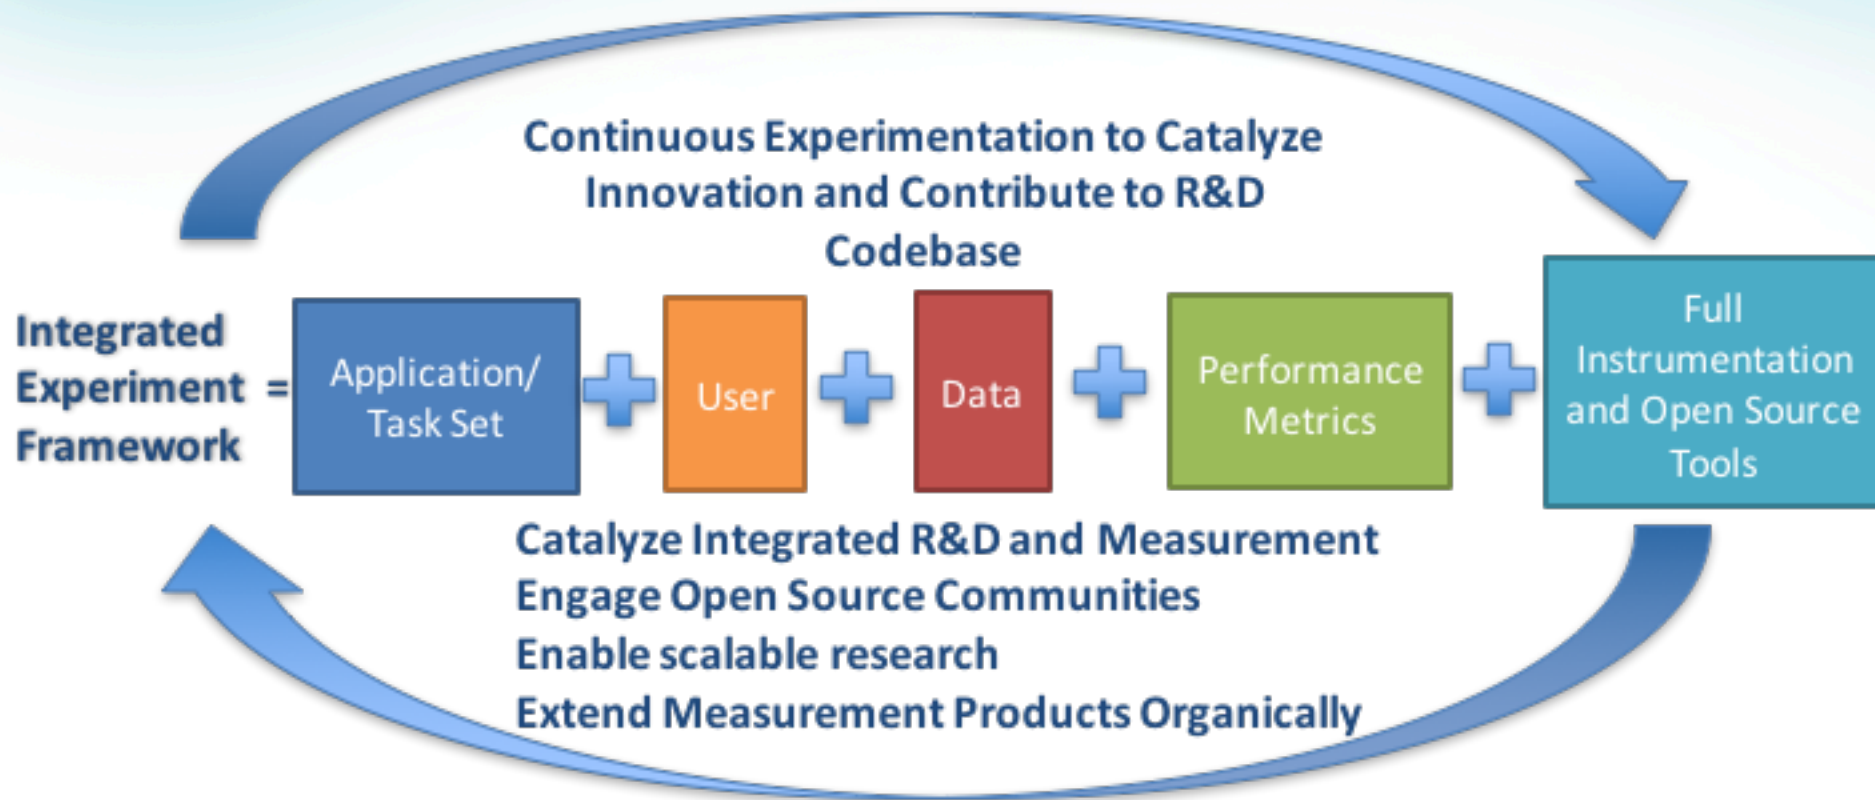 Continuous Experimentation to Catalyze
Innovation and Contribute to R&D
Codebase
Integrated
Experiment =
Framework
Application/
Task Set
User
Data
Performance
Metrics
Full
Instrumentation
and Open Source
Tools
Catalyze Integrated R&D and Measurement
Engage Open Source Communities
Enable scalable research
Extend Measurement Products Organically